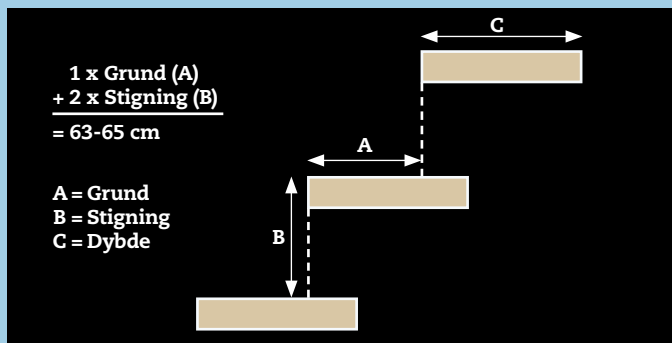 1 x Grund (A)
+ 2 x Stigning (B)
= 63-65 cm
A = Grund
B = Stigning
C = Dybde
C
A
B